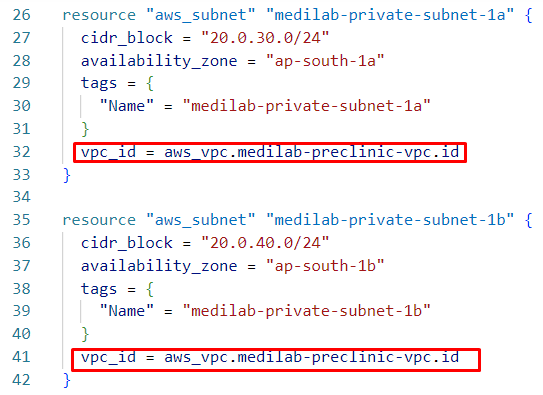 26 resource "aws_subnet" "medilab-private-subnet-1a" {
27 cidr_block = "20.0.30.0/24"
28 availability_zone = "ap-south-1a"
29 tags = {
30 "Name" = "medilab-private-subnet-1a"
31 }
32 vpc_id = aws_vpc.medilab-preclinic-vpc.id
33 }
34
35 resource "aws_subnet" "medilab-private-subnet-1b" {
36 cidr_block = "20.0.40.0/24"
37 availability_zone = "ap-south-1b"
38 tags = {
39 "Name" = "medilab-private-subnet-1b"
40 }
41 vpc_id = aws_vpc.medilab-preclinic-vpc.id
42 }